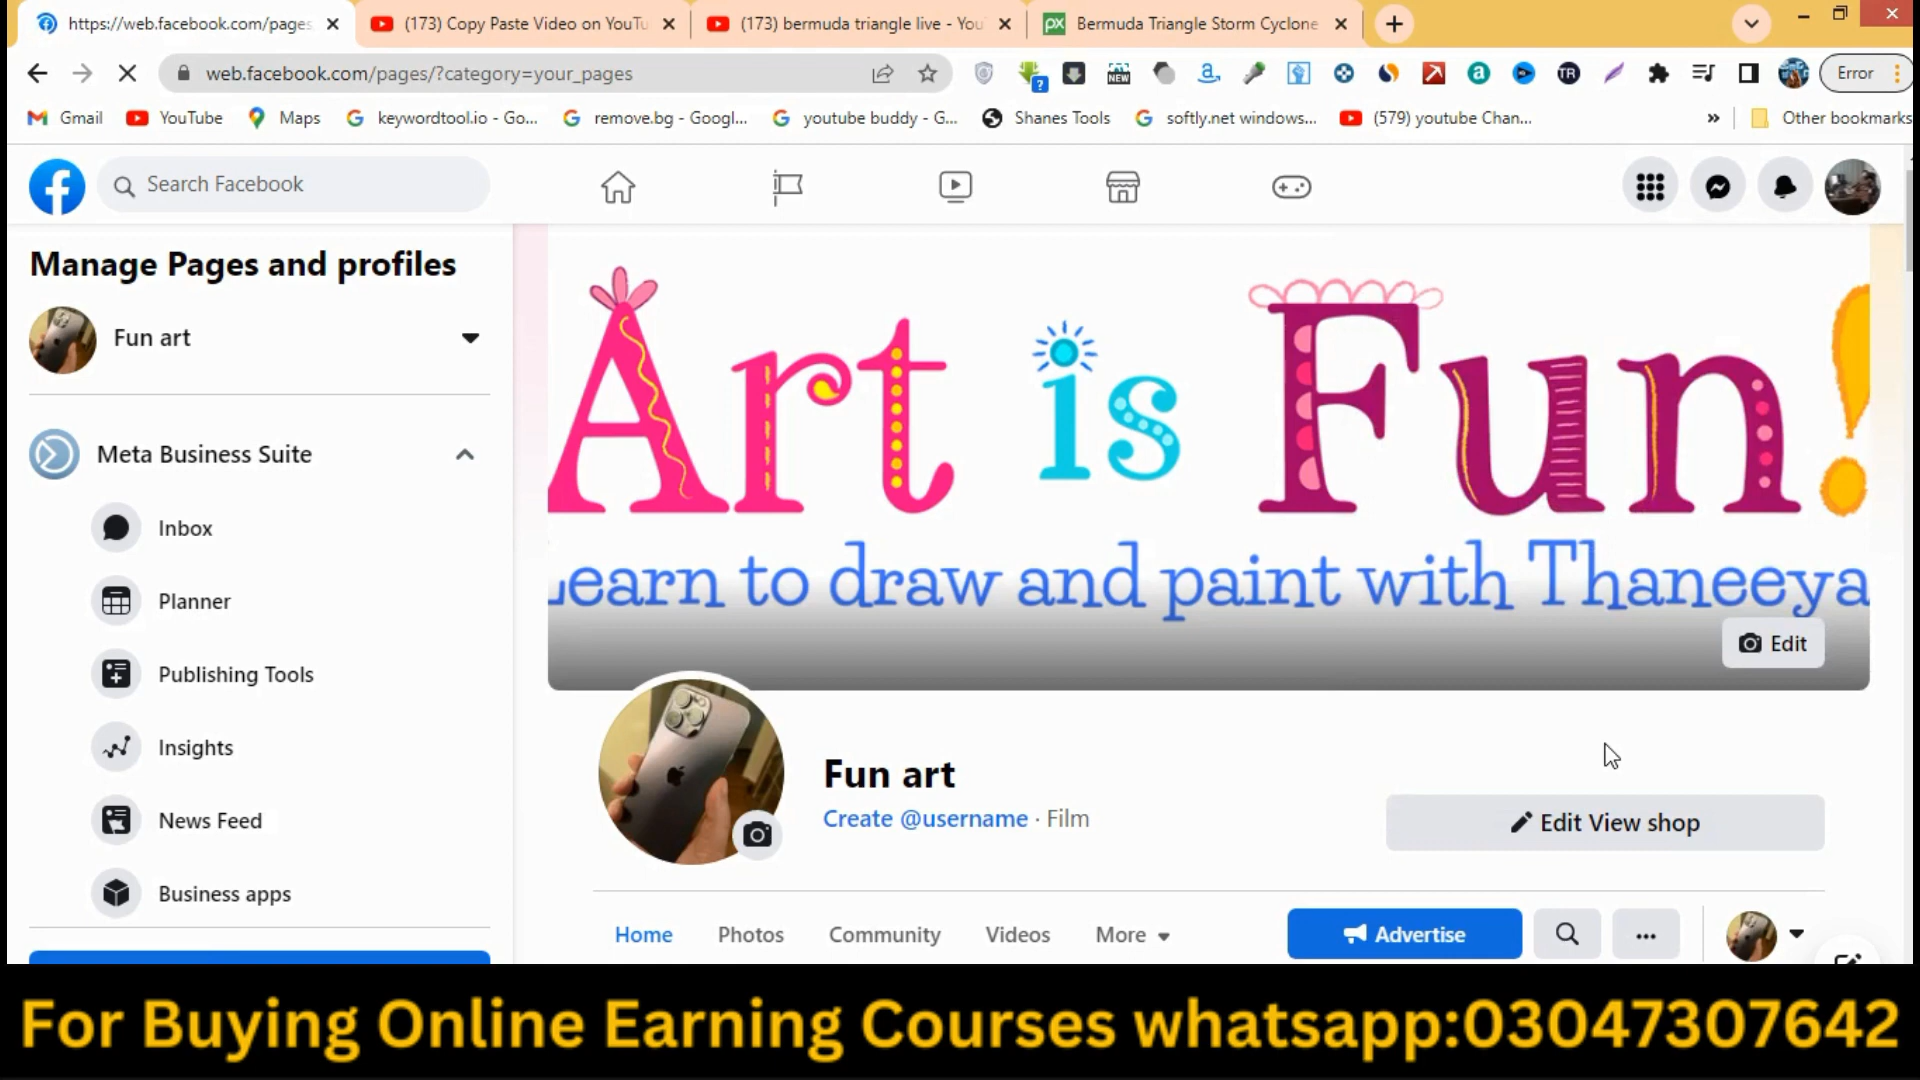 https://web.facebook.com/pages
(173) Copy Paste Video on YouTu
(173) bermuda triangle live - You
Bermuda Triangle Storm Cyclone
web.facebook.com/pages/?category=your_pages
NEW
TR
Error
Gmail
YouTube
Maps
keywordtool.io - Go...
remove.bg - Googl...
youtube buddy - G...
Shanes Tools
softly.net windows...
(579) youtube Chan...
»
Other bookmarks
Search Facebook
Manage Pages and profiles
Fun art
Meta Business Suite
Inbox
Planner
Publishing Tools
Insights
News Feed
Business apps
Art is Fun!
Learn to draw and paint with Thaneeya
Edit
Fun art
Create @username · Film
Edit View shop
Home
Photos
Community
Videos
More
Advertise
...
For Buying Online Earning Courses whatsapp:03047307642